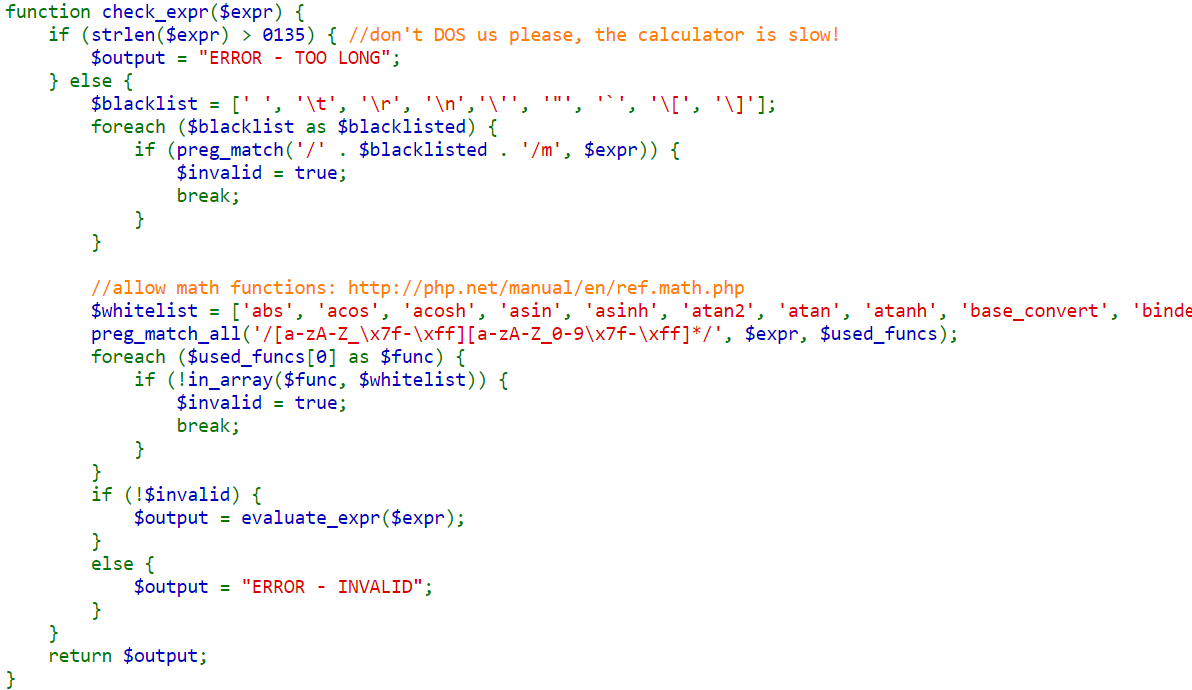 function check_expr($expr) {
    if (strlen($expr) > 0135) { //don't DOS us please, the calculator is slow!
        $output = "ERROR - TOO LONG";
    } else {
        $blacklist = [' ', '\t', '\r', '\n','\'', '"', '`', '\[', '\]'];
        foreach ($blacklist as $blacklisted) {
            if (preg_match('/' . $blacklisted . '/m', $expr)) {
                $invalid = true;
                break;
            }
        }

        //allow math functions: http://php.net/manual/en/ref.math.php
        $whitelist = ['abs', 'acos', 'acosh', 'asin', 'asinh', 'atan2', 'atan', 'atanh', 'base_convert', 'binde
        preg_match_all('/[a-zA-Z_\x7f-\xff][a-zA-Z_0-9\x7f-\xff]*/', $expr, $used_funcs);
        foreach ($used_funcs[0] as $func) {
            if (!in_array($func, $whitelist)) {
                $invalid = true;
                break;
            }
        }
        if (!$invalid) {
            $output = evaluate_expr($expr);
        }
        else {
            $output = "ERROR - INVALID";
        }
    }
    return $output;
}